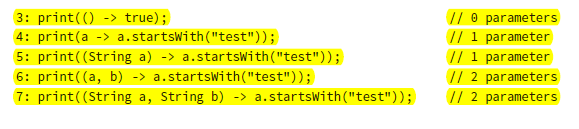 3: print(() -> true); // 0 parameters
4: print(a -> a.startsWith("test")); // 1 parameter
5: print((String a) -> a.startsWith("test")); // 1 parameter
6: print((a, b) -> a.startsWith("test")); // 2 parameters
7: print((String a, String b) -> a.startsWith("test")); // 2 parameters